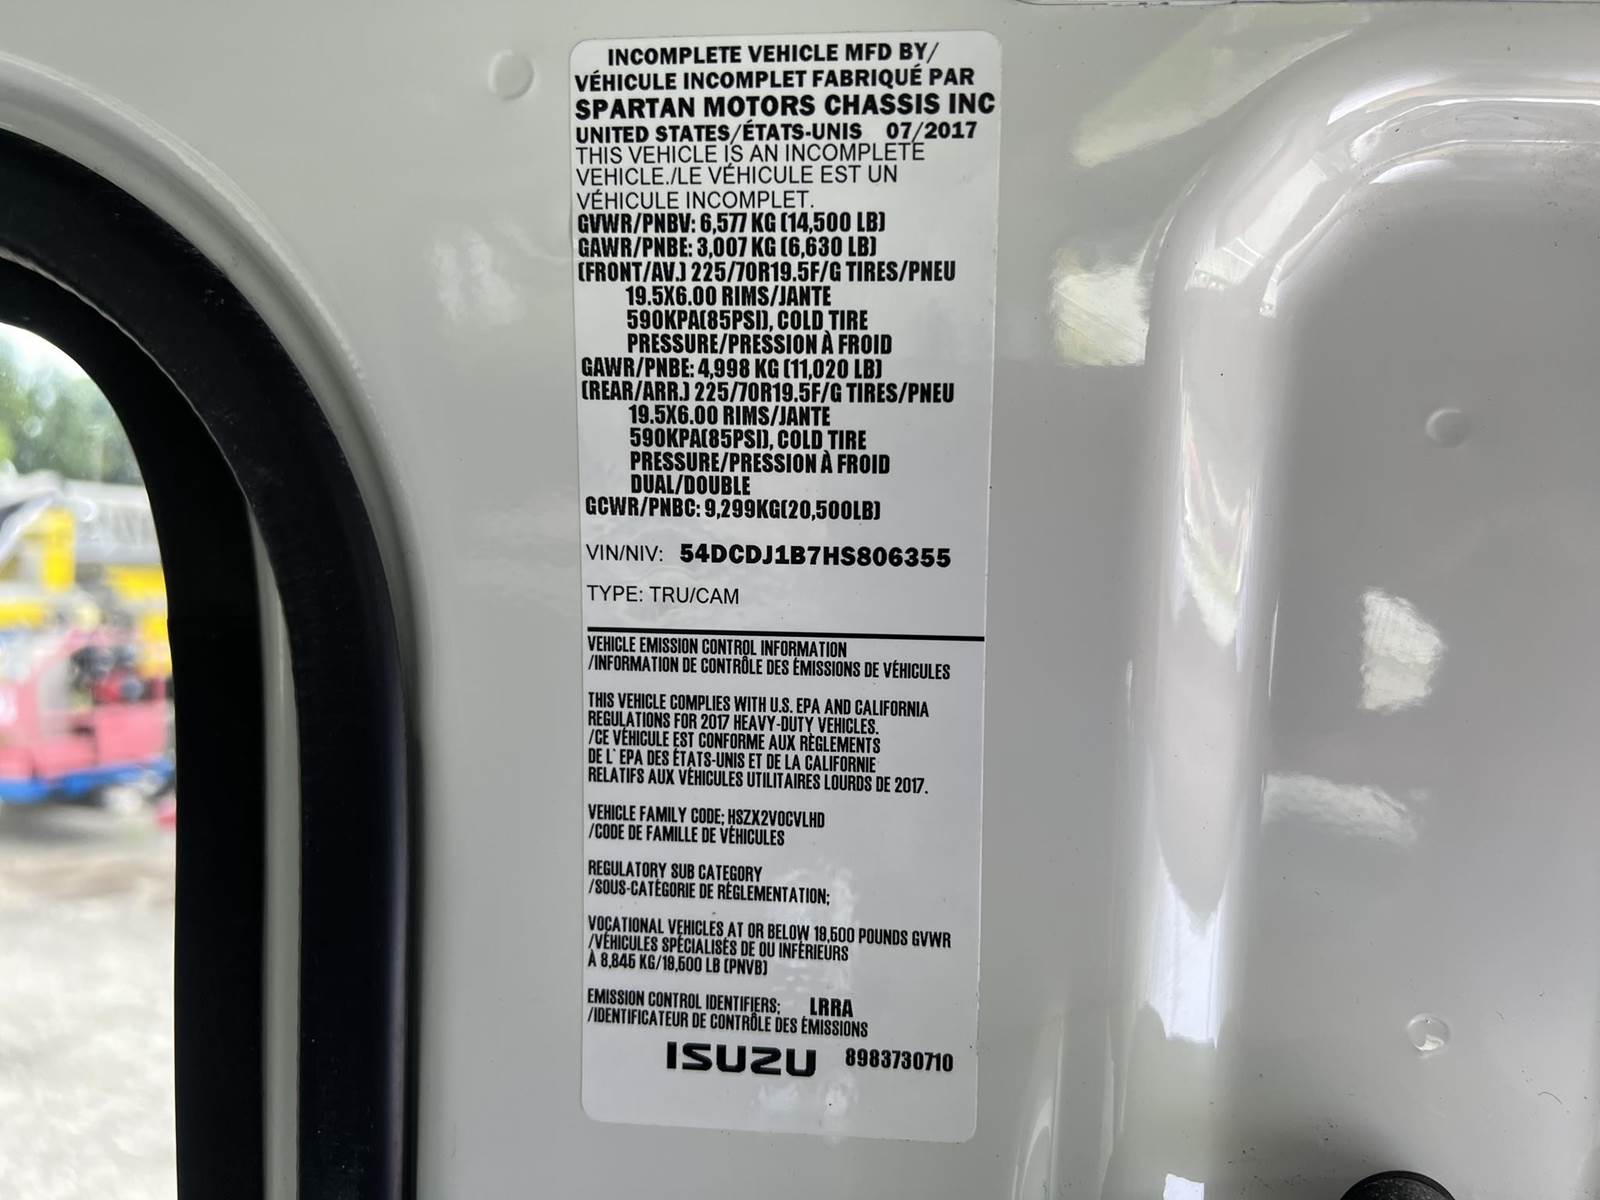 INCOMPLETE VEHICLE MFD BY/
VÉHICULE INCOMPLET FABRIQUÉ PAR
SPARTAN MOTORS CHASSIS INC
UNITED STATES/ÉTATS-UNIS 07/2017
THIS VEHICLE IS AN INCOMPLETE
VEHICLE./LE VÉHICULE EST UN
VÉHICULE INCOMPLET.
GVWR/PNBV: 6,577 KG (14,500 LB)
GAWR/PNBE: 3,007 KG (6,630 LB)
(FRONT/AV.) 225/70R19.5F/G TIRES/PNEU
19.5X6.00 RIMS/JANTE
590KPA(85PSI), COLD TIRE
PRESSURE/PRESSION À FROID
GAWR/PNBE: 4,998 KG (11,020 LB)
(REAR/ARR.) 225/70R19.5F/G TIRES/PNEU
19.5X6.00 RIMS/JANTE
590KPA(85PSI), COLD TIRE
PRESSURE/PRESSION À FROID
DUAL/DOUBLE
GCWR/PNBC: 9,299KG(20,500LB)
VIN/NIV: 54DCDJ1B7HS806355
TYPE: TRU/CAM
VEHICLE EMISSION CONTROL INFORMATION
/INFORMATION DE CONTRÔLE DES ÉMISSIONS DE VÉHICULES
THIS VEHICLE COMPLIES WITH U.S. EPA AND CALIFORNIA
REGULATIONS FOR 2017 HEAVY-DUTY VEHICLES.
/CE VÉHICULE EST CONFORME AUX RÈGLEMENTS
DE L' EPA DES ÉTATS-UNIS ET DE LA CALIFORNIE
RELATIFS AUX VÉHICULES UTILITAIRES LOURDS DE 2017.
VEHICLE FAMILY CODE; HSZX2VOCVLHD
/CODE DE FAMILLE DE VÉHICULES
REGULATORY SUB CATEGORY
/SOUS-CATÉGORIE DE RÉGLEMENTATION;
VOCATIONAL VEHICLES AT OR BELOW 19,500 POUNDS GVWR
/VÉHICULES SPÉCIALISÉS DE OU INFÉRIEURS
À 8,845 KG/19,500 LB (PNVB)
EMISSION CONTROL IDENTIFIERS; LRRA
/IDENTIFICATEUR DE CONTRÔLE DES ÉMISSIONS
ISUZU 8983730710